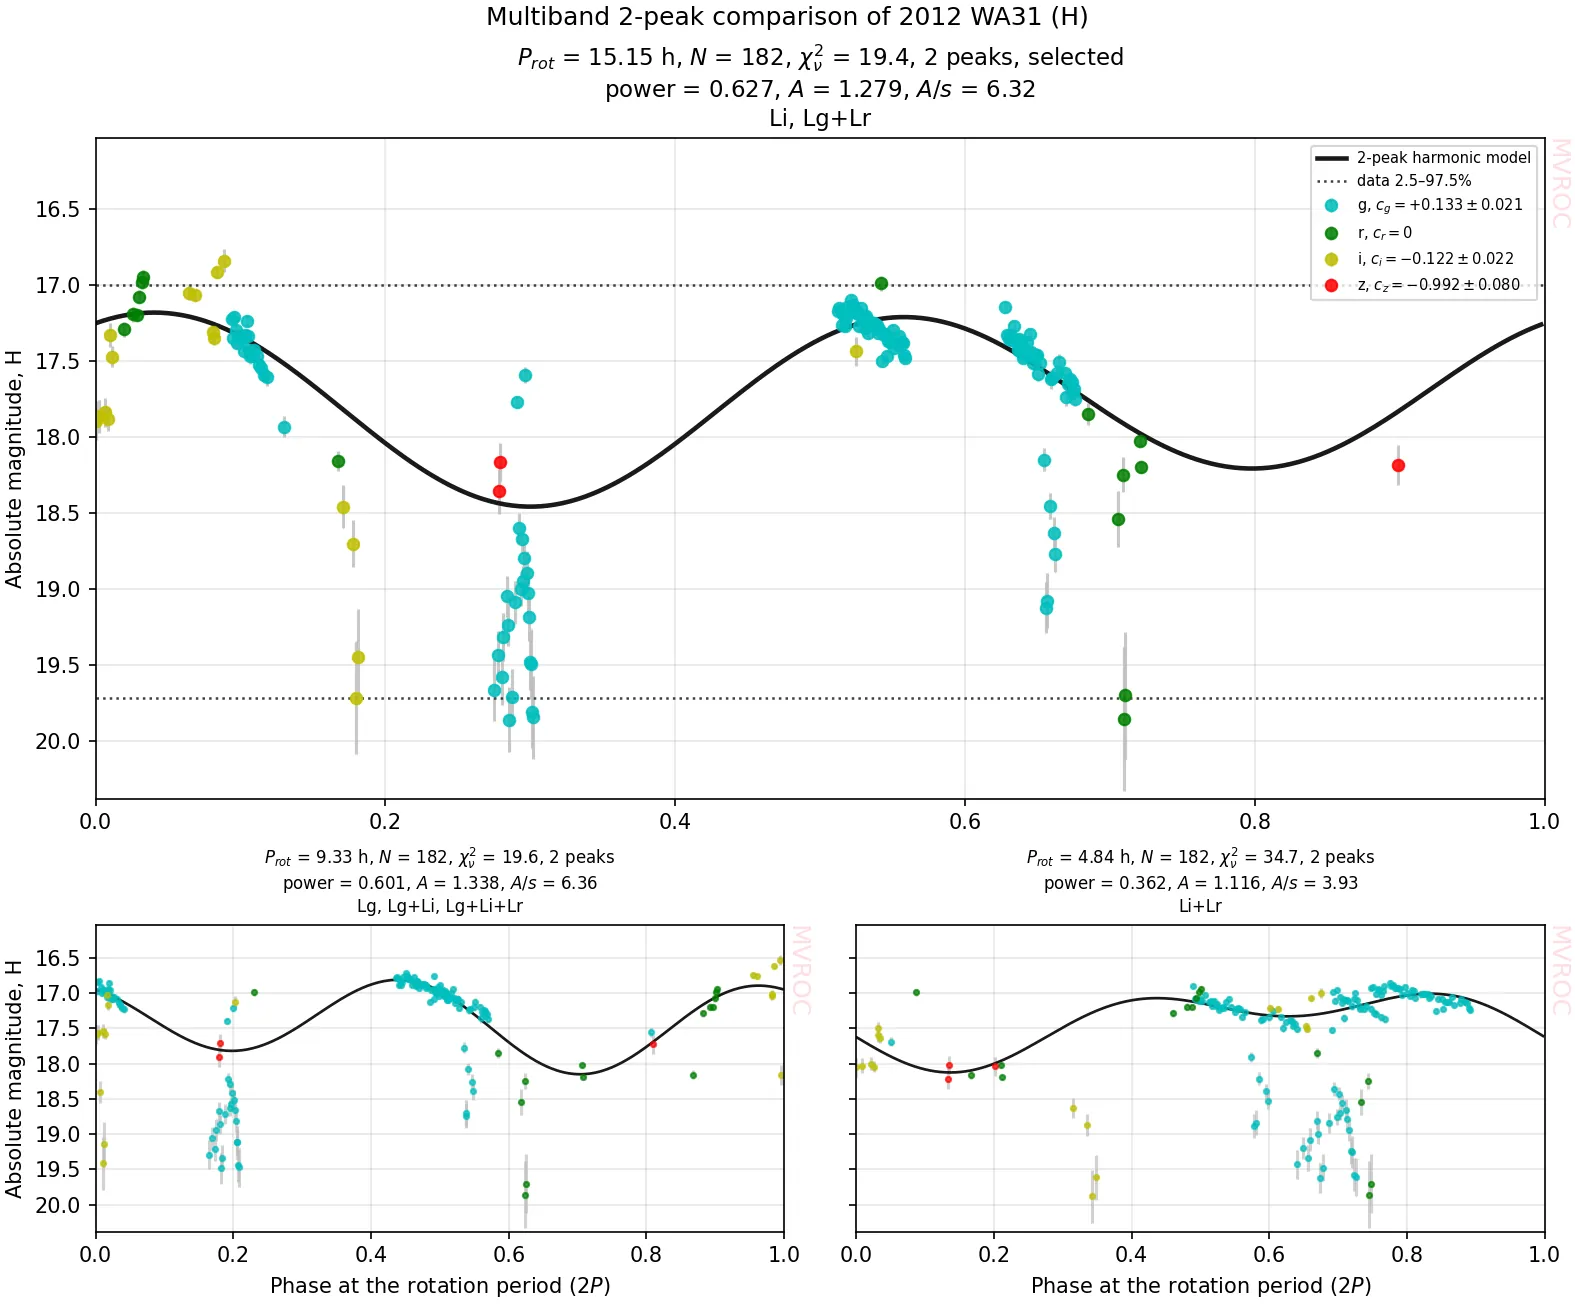 Multiband 2-peak comparison of 2012 WA31 (H)
P_rot = 15.15 h, N = 182, χ²_ν = 19.4, 2 peaks, selected
power = 0.627, A = 1.279, A/s = 6.32
Li, Lg+Lr
2-peak harmonic model
data 2.5–97.5%
g, c_g = +0.133 ± 0.021
r, c_r = 0
i, c_i = −0.122 ± 0.022
z, c_z = −0.992 ± 0.080
MVROC
Absolute magnitude, H
16.5
17.0
17.5
18.0
18.5
19.0
19.5
20.0
0.0 0.2 0.4 0.6 0.8 1.0
P_rot = 9.33 h, N = 182, χ²_ν = 19.6, 2 peaks
power = 0.601, A = 1.338, A/s = 6.36
Lg, Lg+Li, Lg+Li+Lr
MVROC
Absolute magnitude, H
16.5
17.0
17.5
18.0
18.5
19.0
19.5
20.0
0.0 0.2 0.4 0.6 0.8 1.0
Phase at the rotation period (2P)
P_rot = 4.84 h, N = 182, χ²_ν = 34.7, 2 peaks
power = 0.362, A = 1.116, A/s = 3.93
Li+Lr
MVROC
0.0 0.2 0.4 0.6 0.8 1.0
Phase at the rotation period (2P)